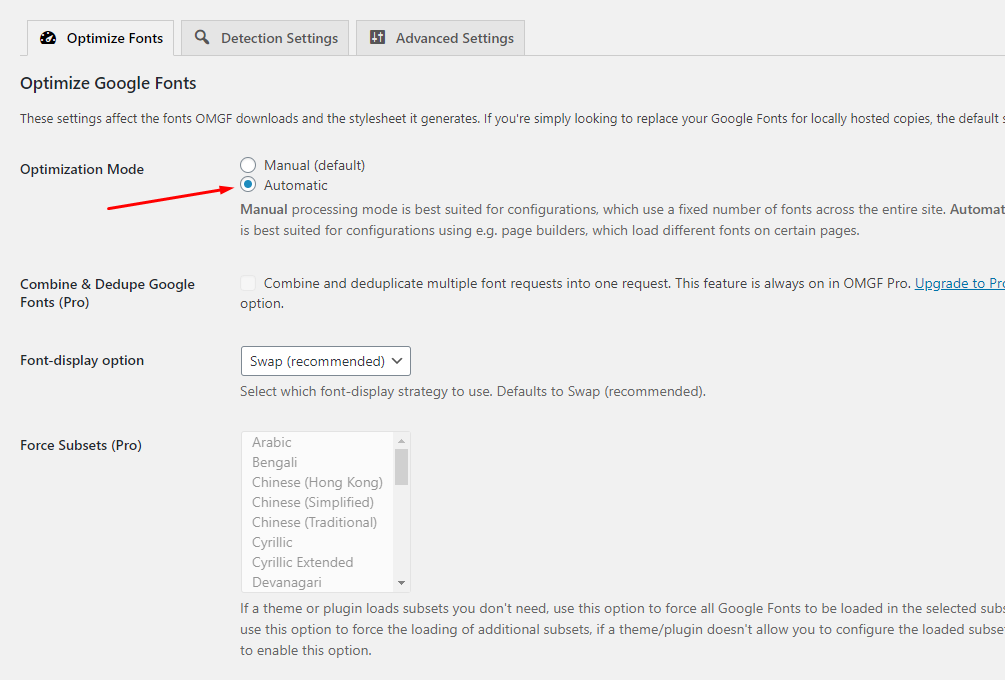 Optimize Fonts
Detection Settings
Advanced Settings
Optimize Google Fonts
These settings affect the fonts OMGF downloads and the stylesheet it generates. If you're simply looking to replace your Google Fonts for locally hosted copies, the default
Optimization Mode
Manual (default)
Automatic
Manual processing mode is best suited for configurations, which use a fixed number of fonts across the entire site. Automat
is best suited for configurations using e.g. page builders, which load different fonts on certain pages.
Combine & Dedupe Google
Fonts (Pro)
Combine and deduplicate multiple font requests into one request. This feature is always on in OMGF Pro. Upgrade to Pro
option.
Font-display option
Swap (recommended)
Select which font-display strategy to use. Defaults to Swap (recommended).
Force Subsets (Pro)
Arabic
Bengali
Chinese (Hong Kong)
Chinese (Simplified)
Chinese (Traditional)
Cyrillic
Cyrillic Extended
Devanagari
If a theme or plugin loads subsets you don't need, use this option to force all Google Fonts to be loaded in the selected subs
use this option to force the loading of additional subsets, if a theme/plugin doesn't allow you to configure the loaded subse
to enable this option.